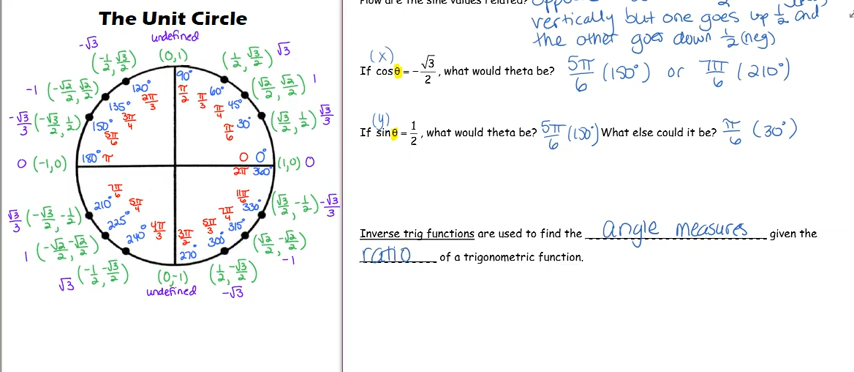 The Unit Circle
undefined
-√3 (-1/2, √3/2) (0,1) (1/2, √3/2) √3
-1 (-√2/2, √2/2) 120° 2π/3 90° π/2 π/3 60° (√2/2, √2/2) 1
-√3/3 (-√3/2, 1/2) 135° 3π/4 π/4 45° (√3/2, 1/2) √3/3
150° 5π/6 π/6 30°
0 (-1,0) 180° π 0 0° (1,0) 0
2π 360°
√3/3 (-√3/2, -1/2) 210° 7π/6 11π/6 330° (√3/2, -1/2) -√3/3
1 (-√2/2, -√2/2) 225° 5π/4 7π/4 315° (√2/2, -√2/2) -1
√3 (-1/2, -√3/2) 240° 4π/3 3π/2 270° 5π/3 300° (1/2, -√3/2) -√3
(0,-1)
undefined
How are the sine values related?
vertically but one goes up 1/2 and
the other goes down 1/2 (neg)
(x)
If cosθ = -√3/2, what would theta be? 5π/6 (150°) or 7π/6 (210°)
(y)
If sinθ = 1/2, what would theta be? 5π/6 (150°) What else could it be? π/6 (30°)
Inverse trig functions are used to find the angle measures given the
ratio of a trigonometric function.